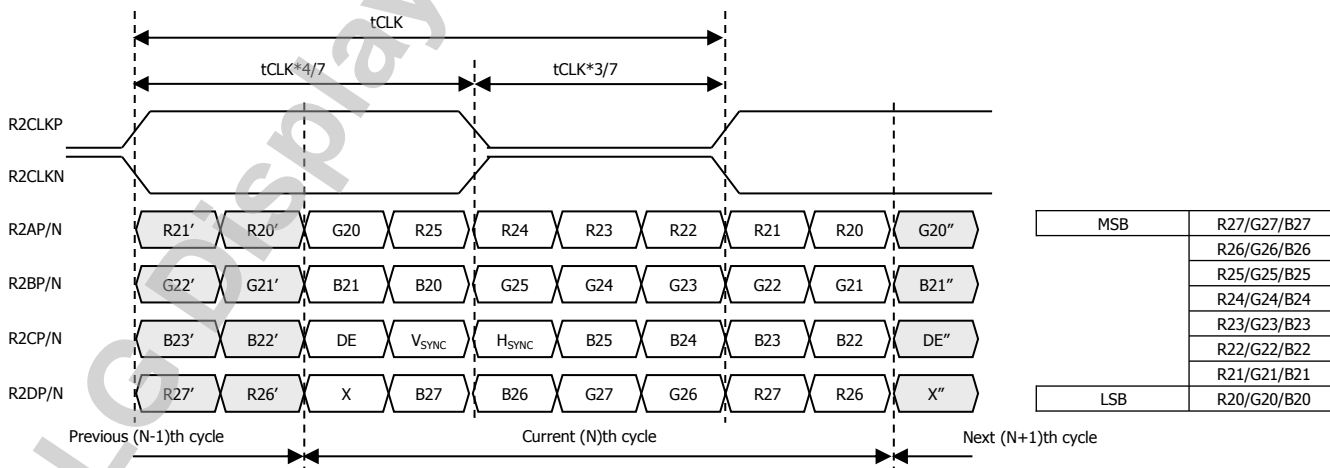 tCLK
tCLK*4/7 tCLK*3/7
R2CLKP
R2CLKN
R2AP/N R21′ R20′ G20 R25 R24 R23 R22 R21 R20 G20″
R2BP/N G22′ G21′ B21 B20 G25 G24 G23 G22 G21 B21″
R2CP/N B23′ B22′ DE VSYNC HSYNC B25 B24 B23 B22 DE″
R2DP/N R27′ R26′ X B27 B26 G27 G26 R27 R26 X″
Previous (N-1)th cycle Current (N)th cycle Next (N+1)th cycle
MSB R27/G27/B27
R26/G26/B26
R25/G25/B25
R24/G24/B24
R23/G23/B23
R22/G22/B22
R21/G21/B21
LSB R20/G20/B20
LG Display